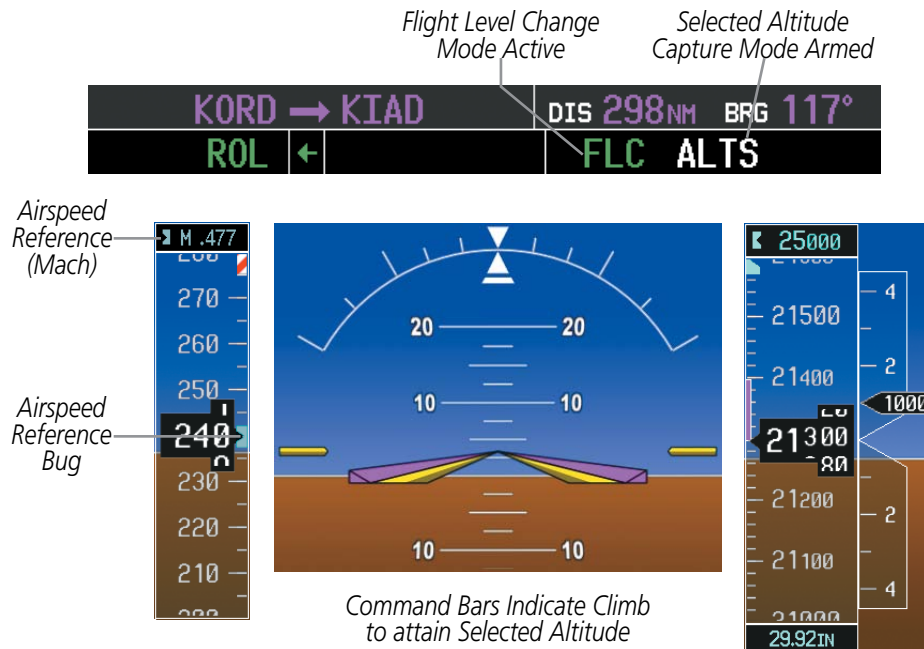 Flight Level Change
Mode Active
Selected Altitude
Capture Mode Armed
KORD → KIAD
DIS 298NM BRG 117°
ROL ←
FLC ALTS
Airspeed
Reference
(Mach)
M .477
270
260
250
240
230
220
210
Airspeed
Reference
Bug
20 20
10 10
10 10
25000
21500
21400
21300
80
21200
21100
21000
29.92IN
4
2
1000
2
4
Command Bars Indicate Climb
to attain Selected Altitude